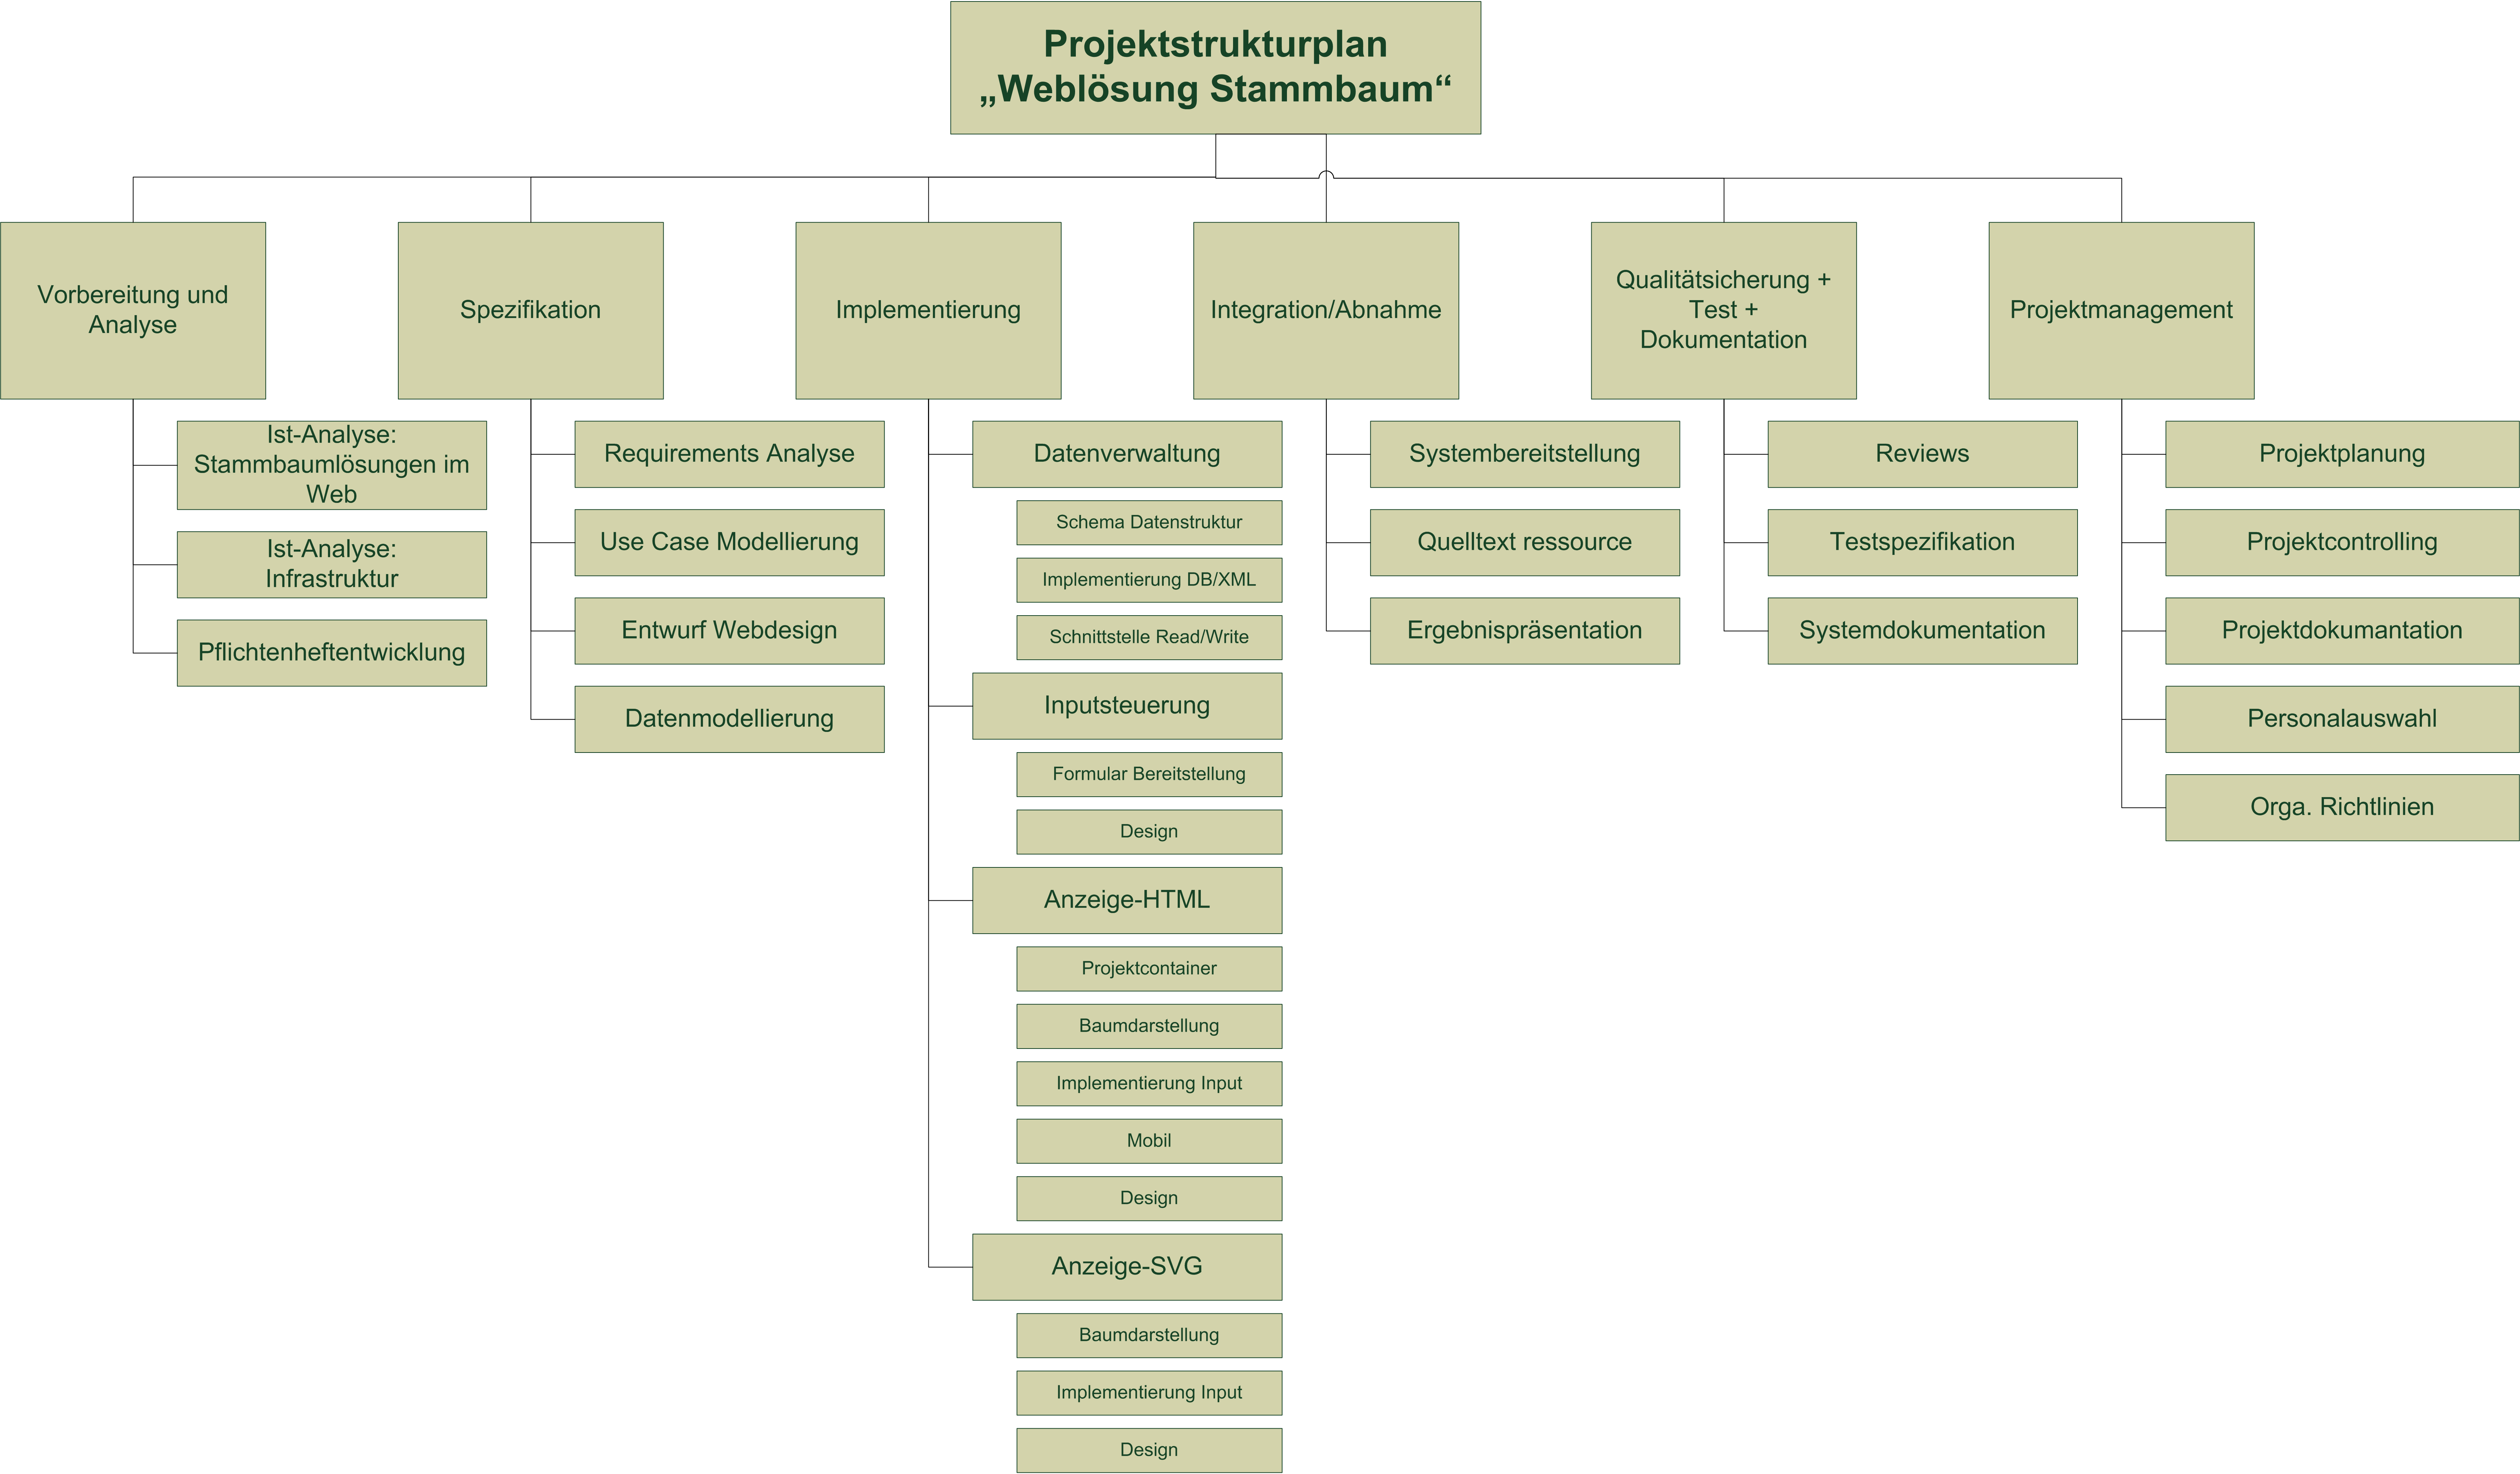 Projektstrukturplan
„Weblösung Stammbaum“
Vorbereitung und
Analyse
Ist-Analyse:
Stammbaumlösungen im
Web
Ist-Analyse:
Infrastruktur
Pflichtenheftentwicklung
Spezifikation
Requirements Analyse
Use Case Modellierung
Entwurf Webdesign
Datenmodellierung
Implementierung
Datenverwaltung
Schema Datenstruktur
Implementierung DB/XML
Schnittstelle Read/Write
Inputsteuerung
Formular Bereitstellung
Design
Anzeige-HTML
Projektcontainer
Baumdarstellung
Implementierung Input
Mobil
Design
Anzeige-SVG
Baumdarstellung
Implementierung Input
Design
Integration/Abnahme
Systembereitstellung
Quelltext ressource
Ergebnispräsentation
Qualitätsicherung +
Test +
Dokumentation
Reviews
Testspezifikation
Systemdokumentation
Projektmanagement
Projektplanung
Projektcontrolling
Projektdokumantation
Personalauswahl
Orga. Richtlinien